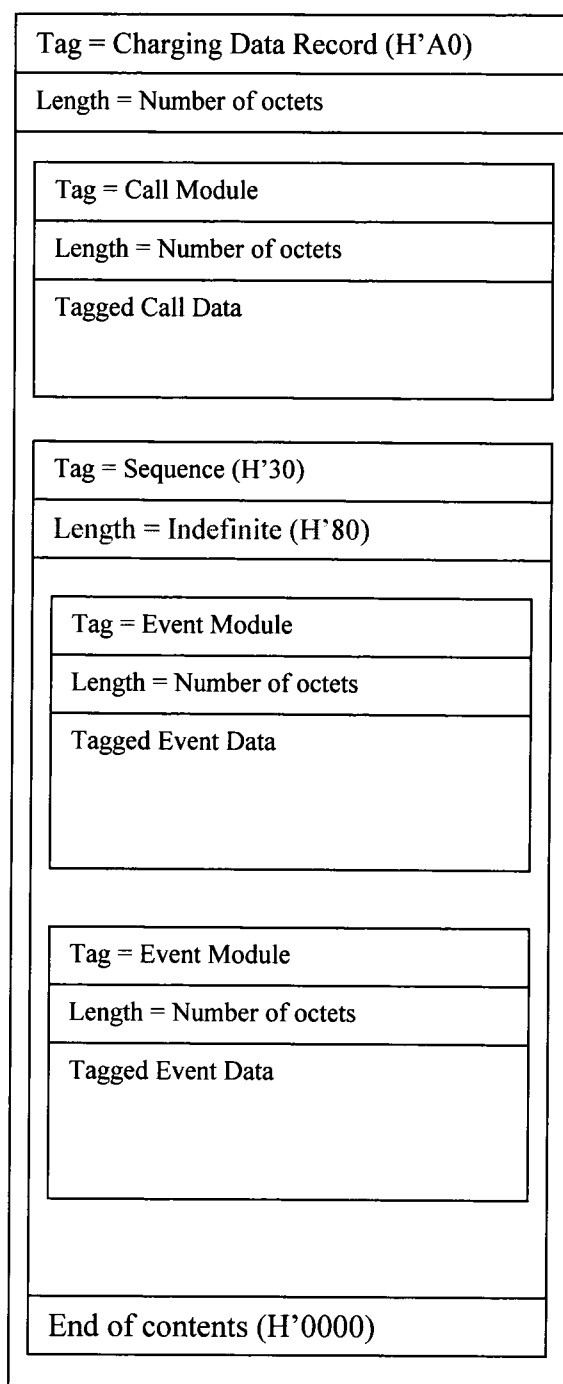 Tag = Charging Data Record (H’A0)
Length = Number of octets
Tag = Call Module
Length = Number of octets
Tagged Call Data
Tag = Sequence (H’30)
Length = Indefinite (H’80)
Tag = Event Module
Length = Number of octets
Tagged Event Data
Tag = Event Module
Length = Number of octets
Tagged Event Data
End of contents (H’0000)